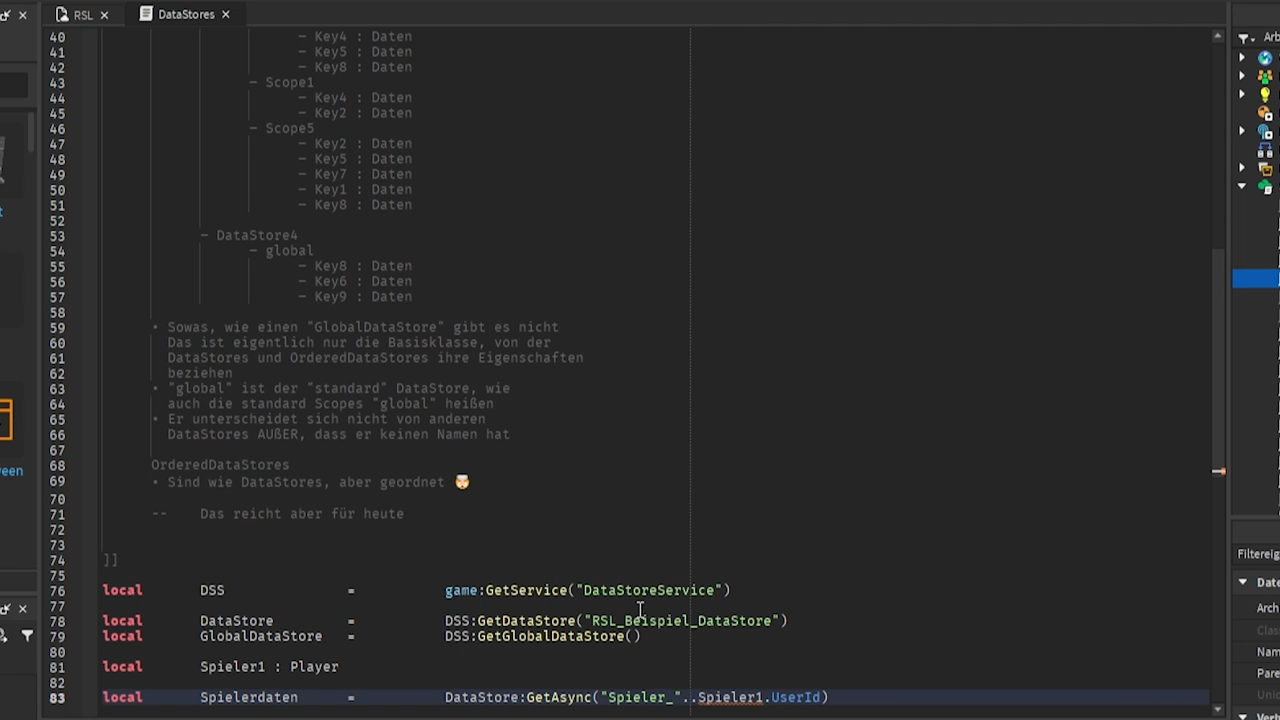 RSL
DataStores
40 – Key4 : Daten
41 – Key5 : Daten
42 – Key8 : Daten
43 – Scope1
44 – Key4 : Daten
45 – Key2 : Daten
46 – Scope5
47 – Key2 : Daten
48 – Key5 : Daten
49 – Key7 : Daten
50 – Key1 : Daten
51 – Key8 : Daten
52
53 – DataStore4
54 – global
55 – Key8 : Daten
56 – Key6 : Daten
57 – Key9 : Daten
58
59 • Sowas, wie einen "GlobalDataStore" gibt es nicht
60 Das ist eigentlich nur die Basisklasse, von der
61 DataStores und OrderedDataStores ihre Eigenschaften
62 beziehen
63 • "global" ist der "standard" DataStore, wie
64 auch die standard Scopes "global" heißen
65 • Er unterscheidet sich nicht von anderen
66 DataStores AUßER, dass er keinen Namen hat
67
68 OrderedDataStores
69 • Sind wie DataStores, aber geordnet 🤯
70
71 -- Das reicht aber für heute
72
73
74 ]]
75
76 local DSS = game:GetService("DataStoreService")
77
78 local DataStore = DSS:GetDataStore("RSL_Beispiel_DataStore")
79 local GlobalDataStore = DSS:GetGlobalDataStore()
80
81 local Spieler1 : Player
82
83 local Spielerdaten = DataStore:GetAsync("Spieler_"..Spieler1.UserId)
t
een
Arb
Filtereig
Date
Arch
Clas
Nam
Pare